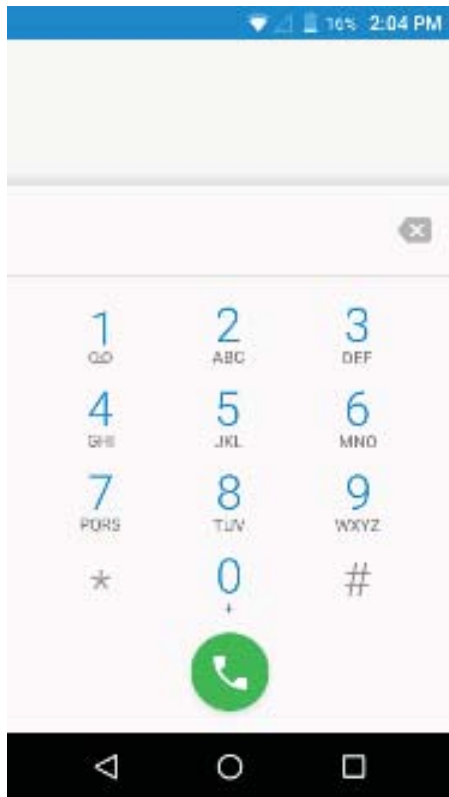 16% 2:04 PM
1 2 3
ABC DEF
4 5 6
GHI JKL MNO
7 8 9
PQRS TUV WXYZ
* 0 #
+